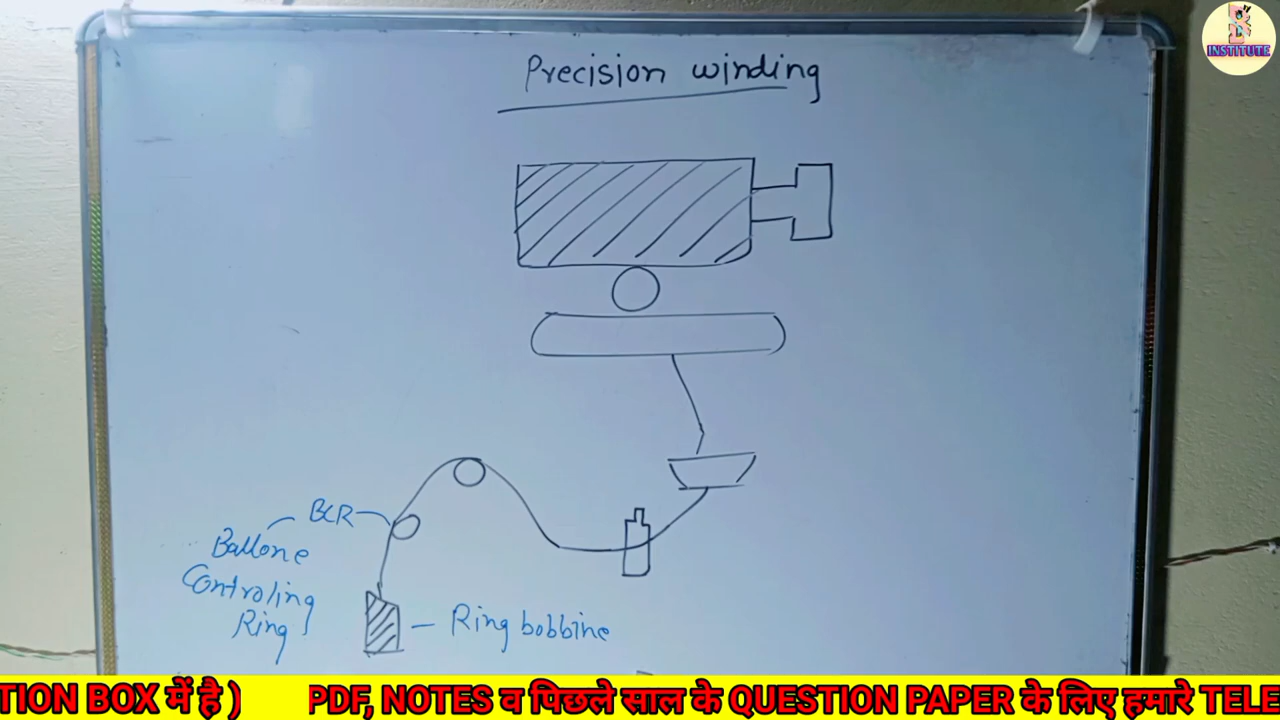 INSTITUTE
Precision winding
BCR
Ballone
Controling
Ring
Ring bobbine
TION BOX में है ) PDF, NOTES व पिछले साल के QUESTION PAPER के लिए हमारे TELE